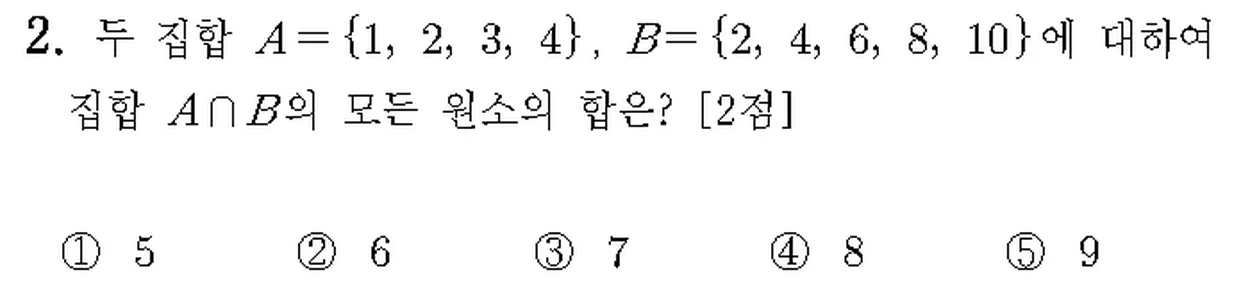 2. 두 집합 A={1, 2, 3, 4}, B={2, 4, 6, 8, 10}에 대하여
집합 A∩B의 모든 원소의 합은? [2점]
① 5 ② 6 ③ 7 ④ 8 ⑤ 9